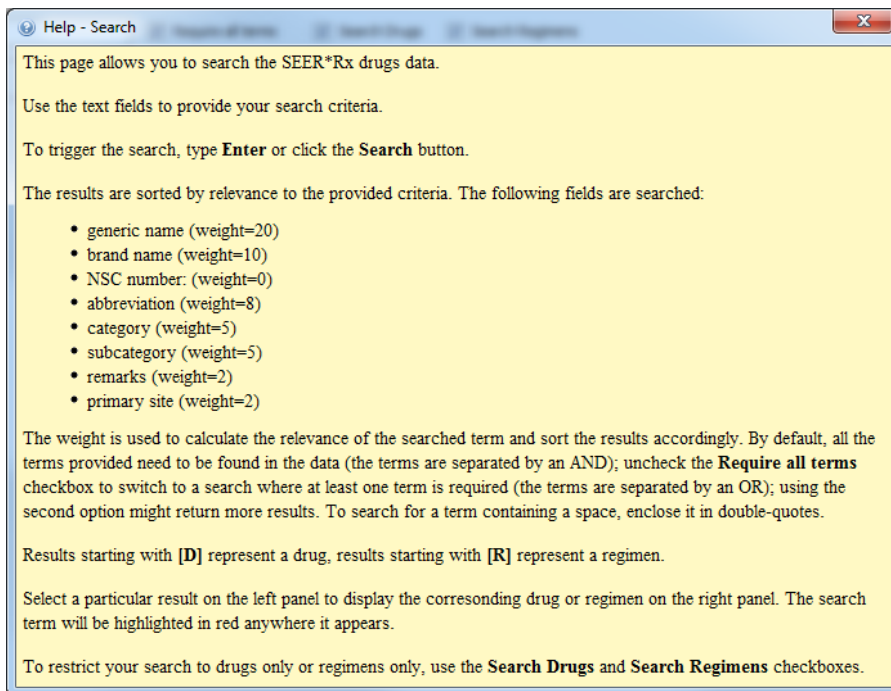 Help - Search
Require all terms Search Drugs Search Regimens
This page allows you to search the SEER*Rx drugs data.
Use the text fields to provide your search criteria.
To trigger the search, type Enter or click the Search button.
The results are sorted by relevance to the provided criteria. The following fields are searched:
• generic name (weight=20)
• brand name (weight=10)
• NSC number: (weight=0)
• abbreviation (weight=8)
• category (weight=5)
• subcategory (weight=5)
• remarks (weight=2)
• primary site (weight=2)
The weight is used to calculate the relevance of the searched term and sort the results accordingly. By default, all the
terms provided need to be found in the data (the terms are separated by an AND); uncheck the Require all terms
checkbox to switch to a search where at least one term is required (the terms are separated by an OR); using the
second option might return more results. To search for a term containing a space, enclose it in double-quotes.
Results starting with [D] represent a drug, results starting with [R] represent a regimen.
Select a particular result on the left panel to display the corresonding drug or regimen on the right panel. The search
term will be highlighted in red anywhere it appears.
To restrict your search to drugs only or regimens only, use the Search Drugs and Search Regimens checkboxes.